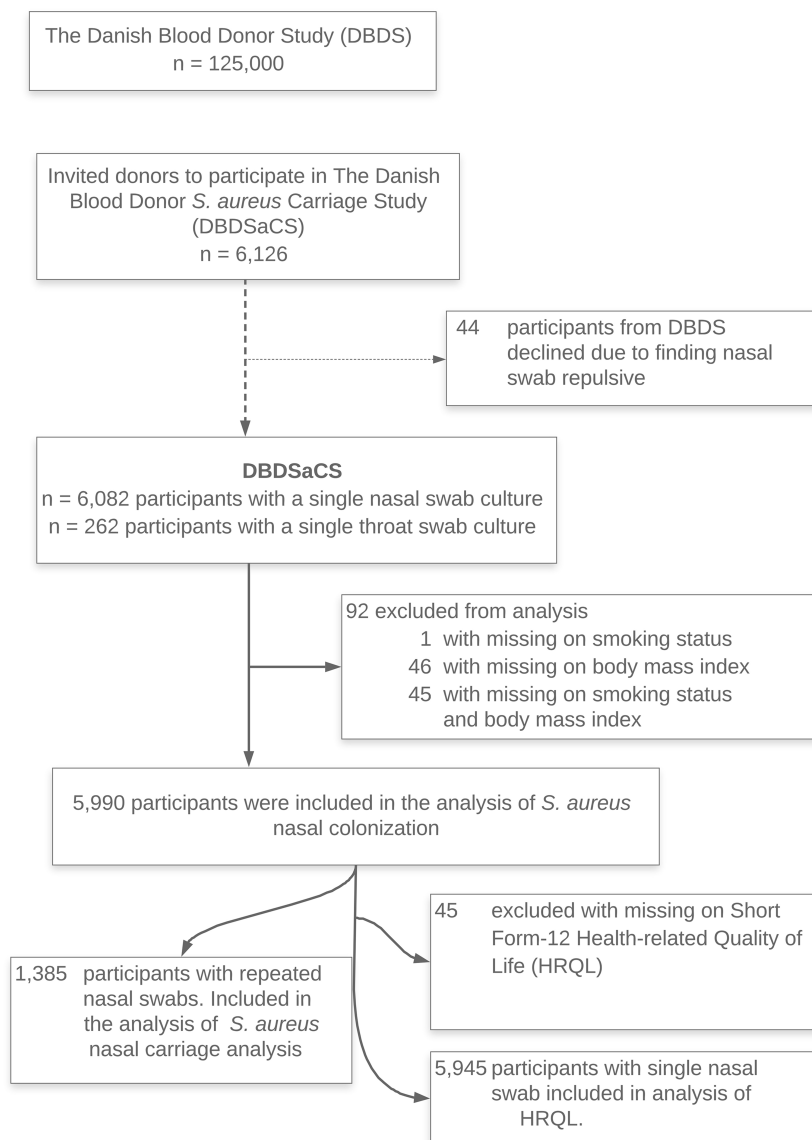 The Danish Blood Donor Study (DBDS)
n = 125,000
Invited donors to participate in The Danish
Blood Donor S. aureus Carriage Study
(DBDSaCS)
n = 6,126
44 participants from DBDS
declined due to finding nasal
swab repulsive
DBDSaCS
n = 6,082 participants with a single nasal swab culture
n = 262 participants with a single throat swab culture
92 excluded from analysis
1 with missing on smoking status
46 with missing on body mass index
45 with missing on smoking status
and body mass index
5,990 participants were included in the analysis of S. aureus
nasal colonization
45 excluded with missing on Short
Form-12 Health-related Quality of
Life (HRQL)
1,385 participants with repeated
nasal swabs. Included in
the analysis of S. aureus
nasal carriage analysis
5,945 participants with single nasal
swab included in analysis of
HRQL.